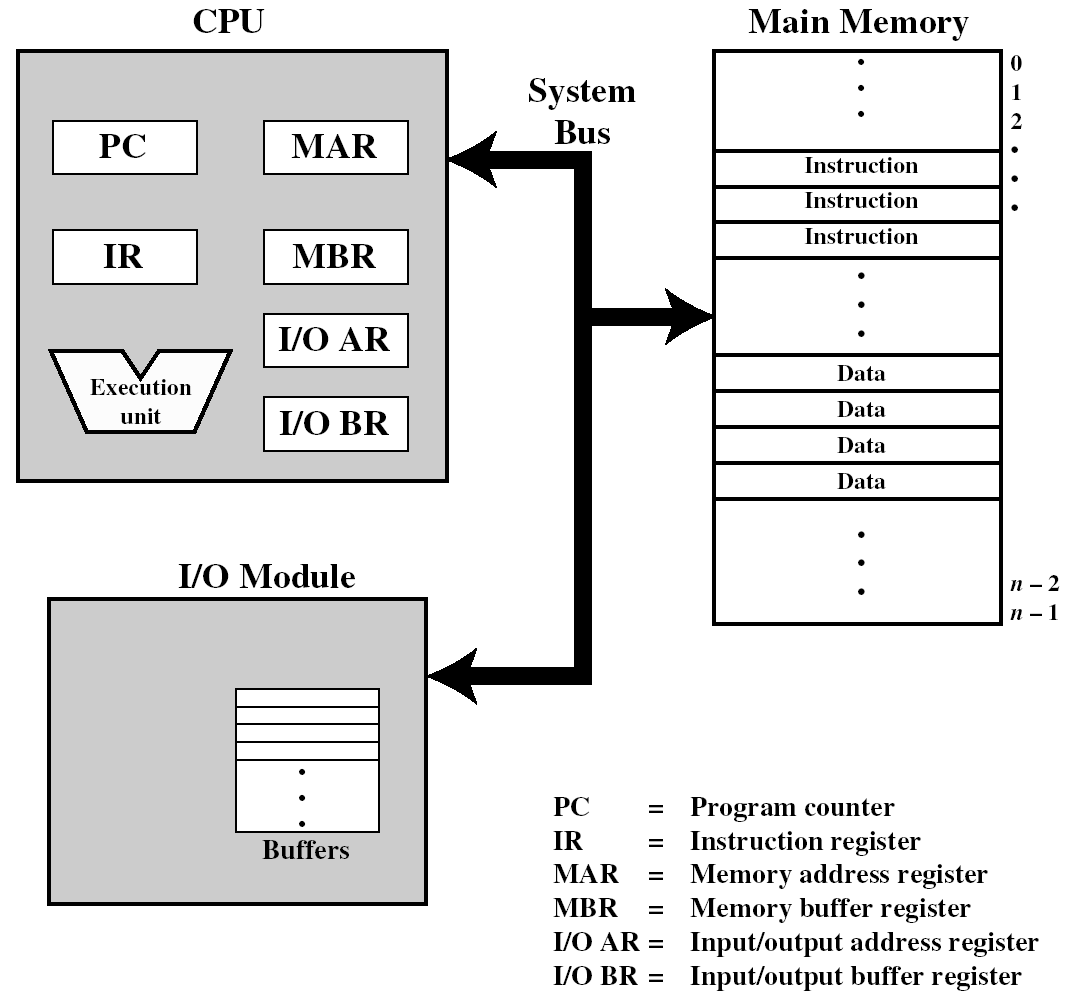 CPU
PC
MAR
IR
MBR
I/O AR
I/O BR
Execution
unit
System
Bus
Main Memory
0
1
2
Instruction
Instruction
Instruction
Data
Data
Data
Data
n – 2
n – 1
I/O Module
Buffers
PC = Program counter
IR = Instruction register
MAR = Memory address register
MBR = Memory buffer register
I/O AR = Input/output address register
I/O BR = Input/output buffer register